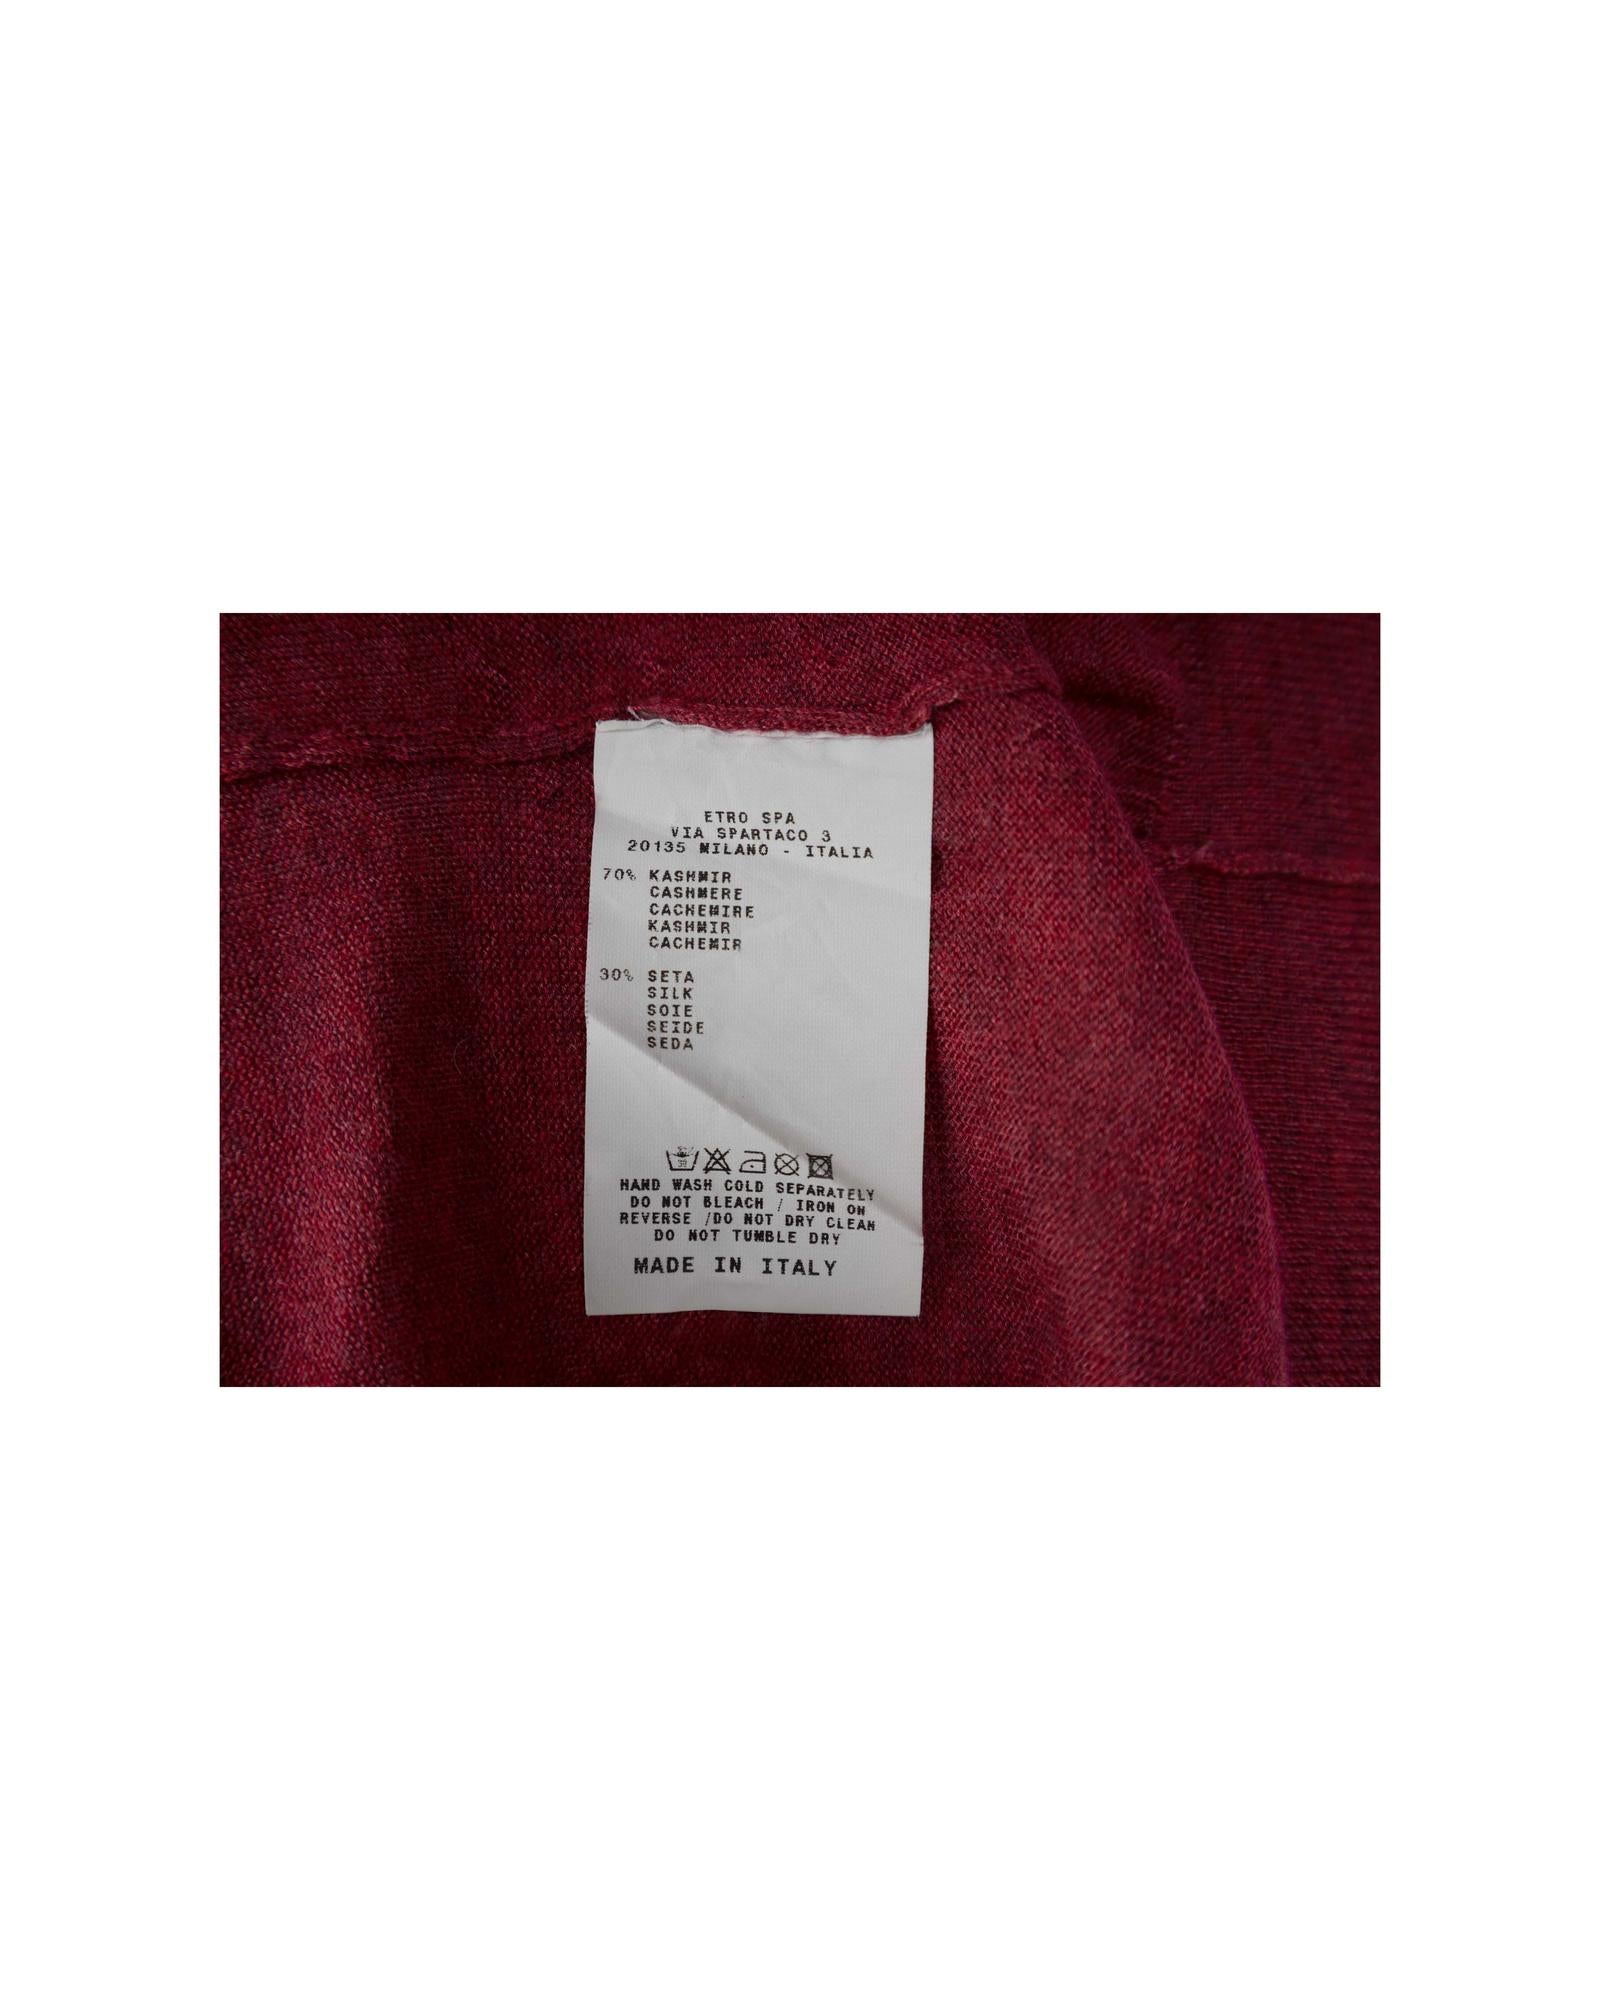 ETRO SPA
VIA SPARTACO 3
20135 MILANO - ITALIA
70% KASHMIR
CASHMERE
CACHEMIRE
KASHMIR
CACHEMIR
30% SETA
SILK
SOIE
SEIDE
SEDA
30
HAND WASH COLD SEPARATELY
DO NOT BLEACH / IRON ON
REVERSE /DO NOT DRY CLEAN
DO NOT TUMBLE DRY
MADE IN ITALY